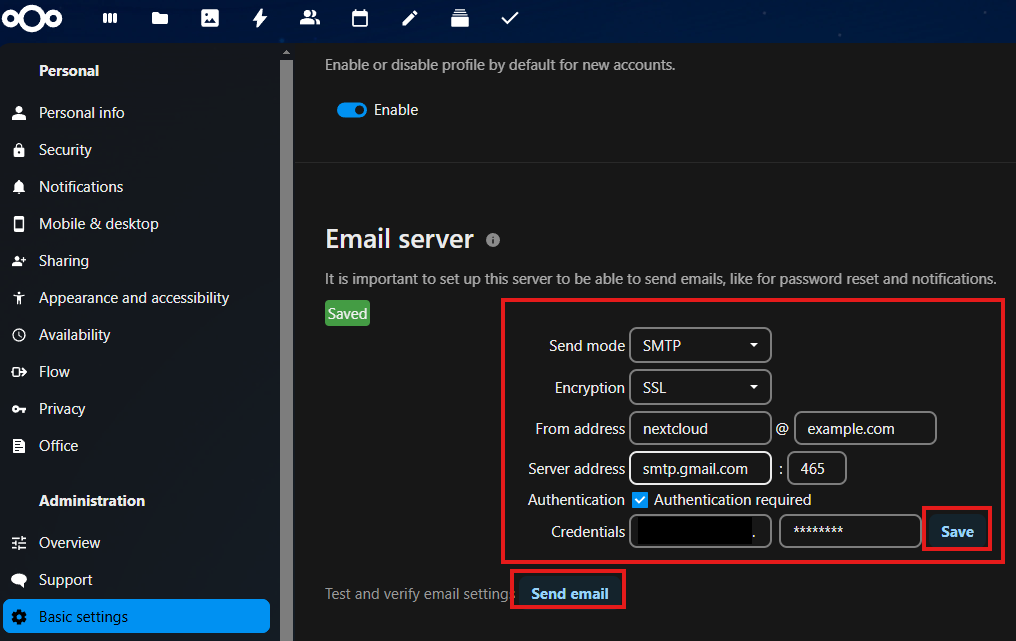 Personal
Personal info
Security
Notifications
Mobile & desktop
Sharing
Appearance and accessibility
Availability
Flow
Privacy
Office
Administration
Overview
Support
Basic settings
Enable or disable profile by default for new accounts.
Enable
Email server
It is important to set up this server to be able to send emails, like for password reset and notifications.
Saved
Send mode SMTP
Encryption SSL
From address nextcloud @ example.com
Server address smtp.gmail.com : 465
Authentication Authentication required
Credentials . ******** Save
Test and verify email settings Send email